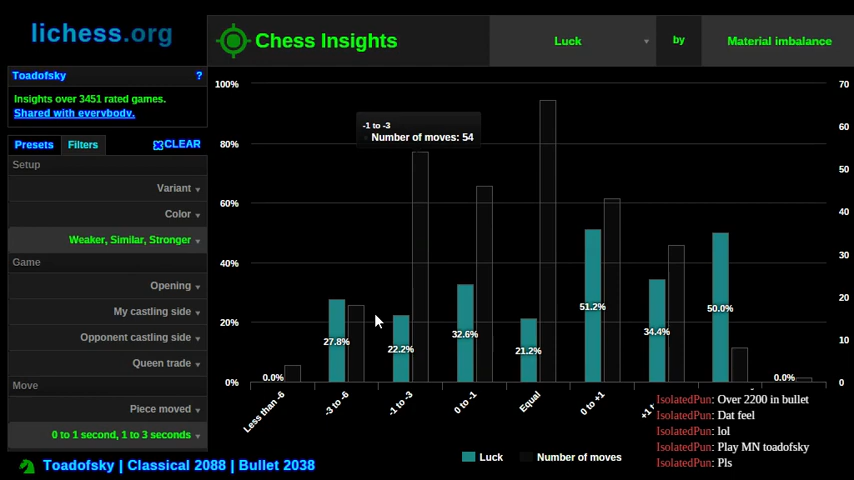 lichess.org
Chess Insights
Luck
by
Material imbalance
Toadofsky ?
Insights over 3451 rated games.
Shared with everybody.
Presets Filters CLEAR
Setup
Variant
Color
Weaker, Similar, Stronger
Game
Opening
My castling side
Opponent castling side
Queen trade
Move
Piece moved
0 to 1 second, 1 to 3 seconds
100%
80%
60%
40%
20%
0%
70
60
50
40
30
20
10
0
-1 to -3
Number of moves: 54
0.0%
27.8%
22.2%
32.6%
21.2%
51.2%
34.4%
50.0%
0.0%
Less than -6
-3 to -6
-1 to -3
0 to -1
Equal
0 to +1
Luck
Number of moves
IsolatedPun: Over 2200 in bullet
IsolatedPun: Dat feel
IsolatedPun: lol
IsolatedPun: Play MN toadofsky
IsolatedPun: Pls
Toadofsky | Classical 2088 | Bullet 2038